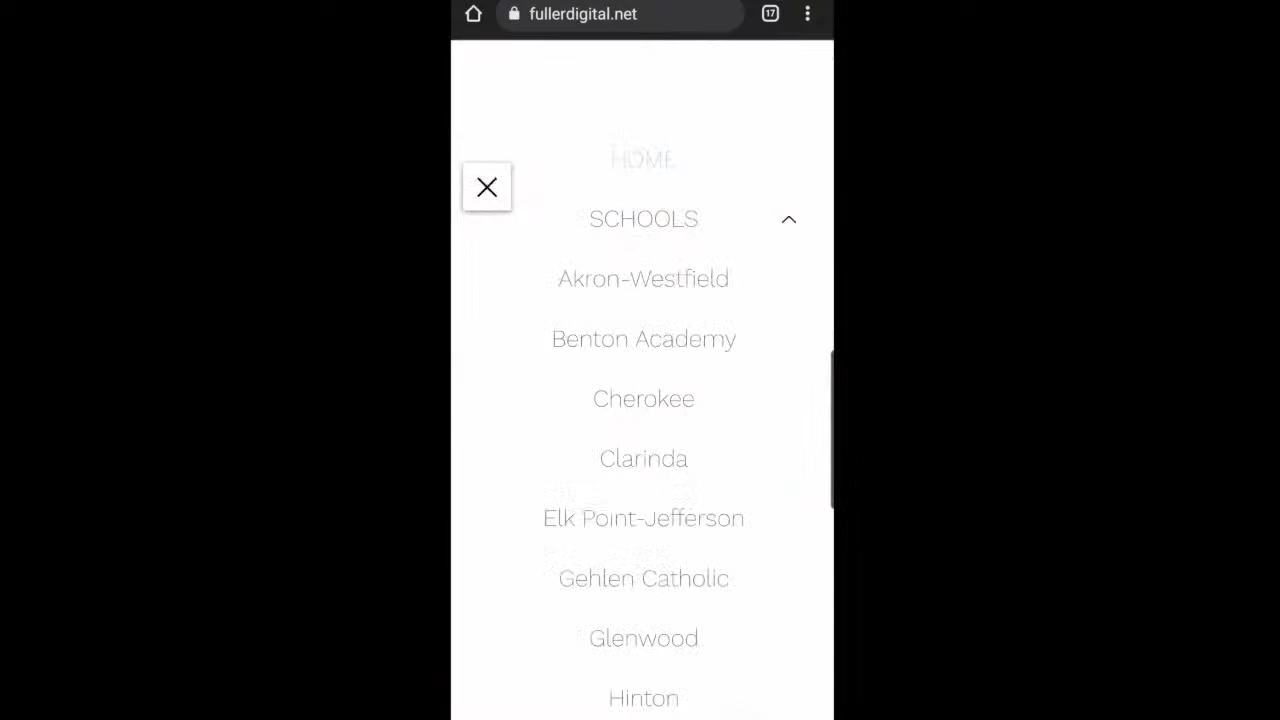 fullerdigital.net
17
HOME
SCHOOLS
Akron-Westfield
Benton Academy
Cherokee
Clarinda
Elk Point-Jefferson
Gehlen Catholic
Glenwood
Hinton